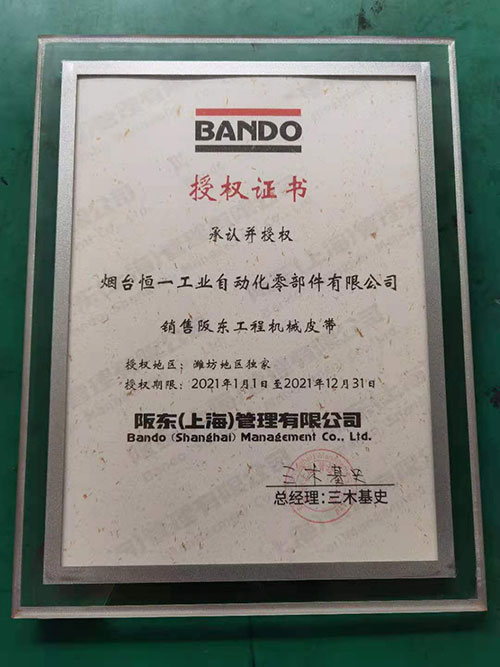 BANDO
授权证书
承认并授权
烟台恒一工业自动化零部件有限公司
销售阪东工程机械皮带
授权地区：潍坊地区独家
授权期限：2021年1月1日至2021年12月31日
阪东(上海)管理有限公司
Bando (Shanghai) Management Co., Ltd.
三木基史
总经理:三木基史